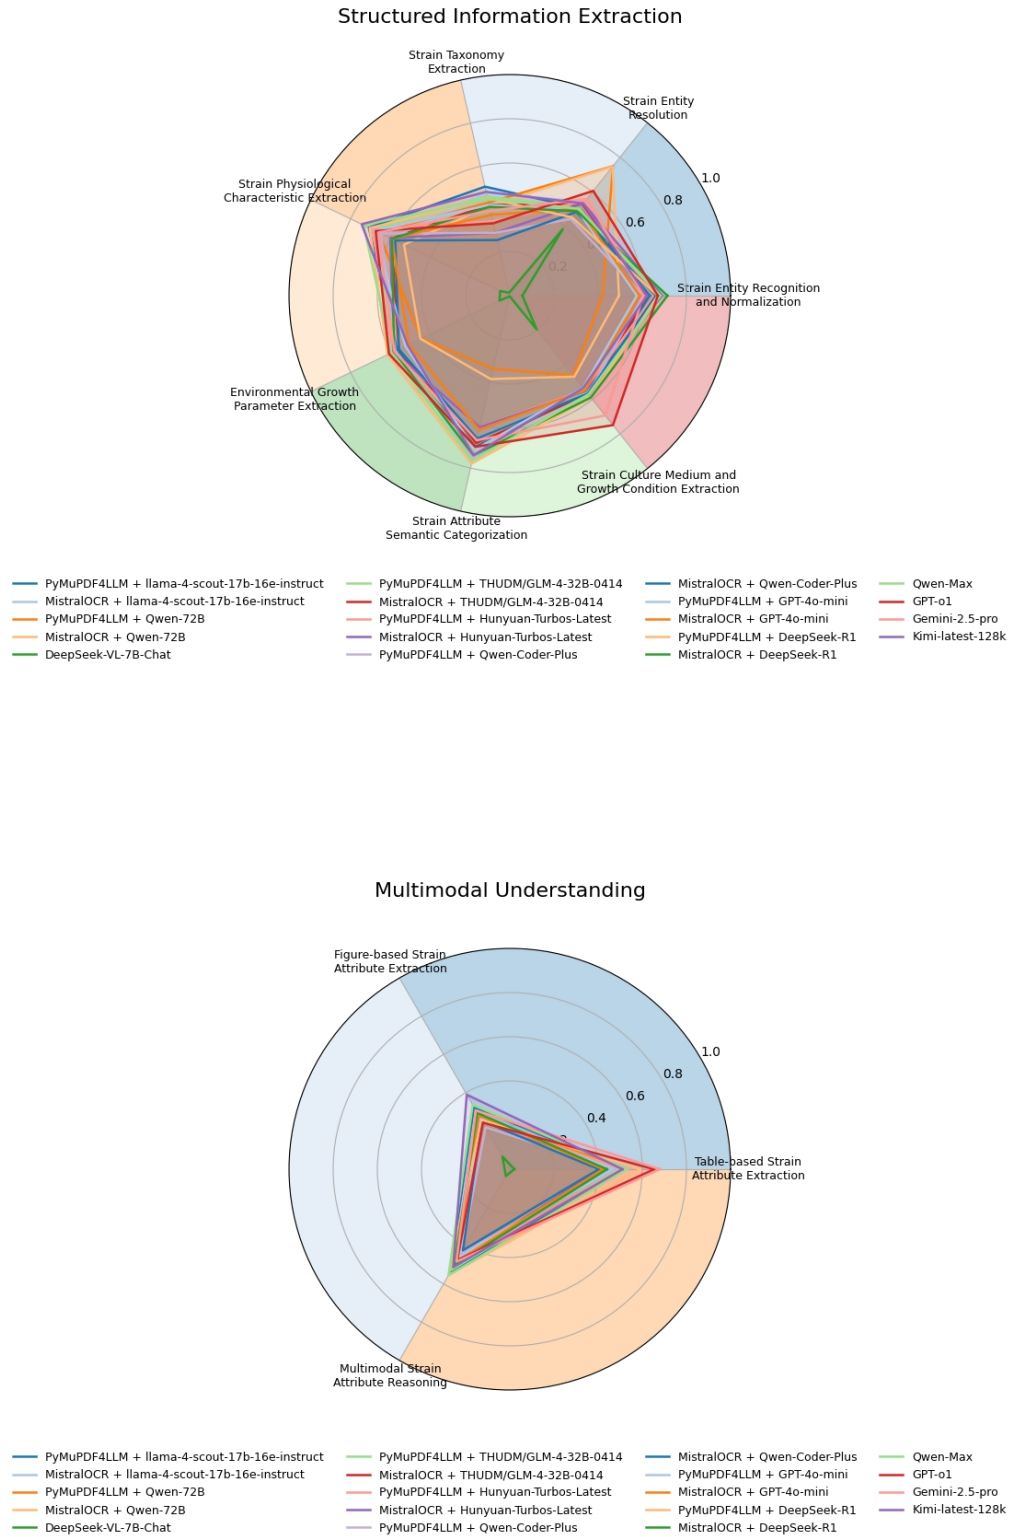 Structured Information Extraction
Strain Taxonomy
Extraction
Strain Entity
Resolution
1.0
0.8
0.6
0.2
Strain Physiological
Characteristic Extraction
Strain Entity Recognition
and Normalization
Environmental Growth
Parameter Extraction
Strain Culture Medium and
Growth Condition Extraction
Strain Attribute
Semantic Categorization
PyMuPDF4LLM + llama-4-scout-17b-16e-instruct
MistralOCR + llama-4-scout-17b-16e-instruct
PyMuPDF4LLM + Qwen-72B
MistralOCR + Qwen-72B
DeepSeek-VL-7B-Chat
PyMuPDF4LLM + THUDM/GLM-4-32B-0414
MistralOCR + THUDM/GLM-4-32B-0414
PyMuPDF4LLM + Hunyuan-Turbos-Latest
MistralOCR + Hunyuan-Turbos-Latest
PyMuPDF4LLM + Qwen-Coder-Plus
MistralOCR + Qwen-Coder-Plus
PyMuPDF4LLM + GPT-4o-mini
MistralOCR + GPT-4o-mini
PyMuPDF4LLM + DeepSeek-R1
MistralOCR + DeepSeek-R1
Qwen-Max
GPT-o1
Gemini-2.5-pro
Kimi-latest-128k
Multimodal Understanding
Figure-based Strain
Attribute Extraction
1.0
0.8
0.6
0.4
Table-based Strain
Attribute Extraction
Multimodal Strain
Attribute Reasoning
PyMuPDF4LLM + llama-4-scout-17b-16e-instruct
MistralOCR + llama-4-scout-17b-16e-instruct
PyMuPDF4LLM + Qwen-72B
MistralOCR + Qwen-72B
DeepSeek-VL-7B-Chat
PyMuPDF4LLM + THUDM/GLM-4-32B-0414
MistralOCR + THUDM/GLM-4-32B-0414
PyMuPDF4LLM + Hunyuan-Turbos-Latest
MistralOCR + Hunyuan-Turbos-Latest
PyMuPDF4LLM + Qwen-Coder-Plus
MistralOCR + Qwen-Coder-Plus
PyMuPDF4LLM + GPT-4o-mini
MistralOCR + GPT-4o-mini
PyMuPDF4LLM + DeepSeek-R1
MistralOCR + DeepSeek-R1
Qwen-Max
GPT-o1
Gemini-2.5-pro
Kimi-latest-128k